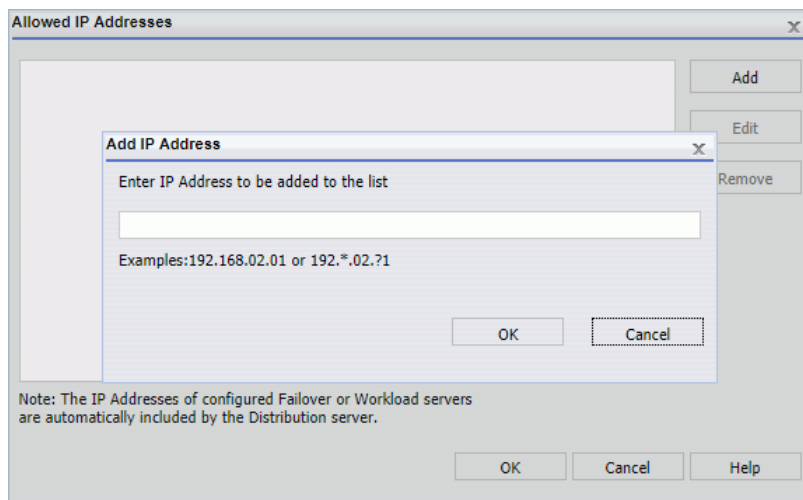 Allowed IP Addresses
x
Add
Edit
Add IP Address
x
Remove
Enter IP Address to be added to the list
Examples:192.168.02.01 or 192.*.02.?1
OK
Cancel
Note: The IP Addresses of configured Failover or Workload servers
are automatically included by the Distribution server.
OK
Cancel
Help